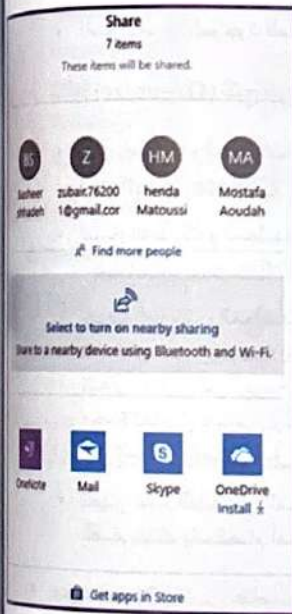 Share
7 items
These items will be shared.
BS Z HM MA
zubair.76200 henda Mostafa
1@gmail.cor Matoussi Aoudah
Find more people
Select to turn on nearby sharing
Share to a nearby device using Bluetooth and Wi-Fi.
OneNote Mail Skype OneDrive
Install
Get apps in Store